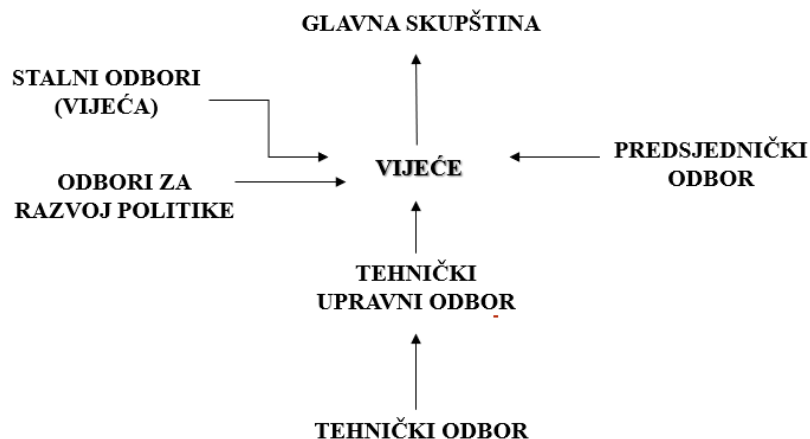 GLAVNA SKUPŠTINA
STALNI ODBORI
(VIJEĆA)
VIJEĆE
PREDSJEDNIČKI
ODBOR
ODBORI ZA
RAZVOJ POLITIKE
TEHNIČKI
UPRAVNI ODBOR
TEHNIČKI ODBOR